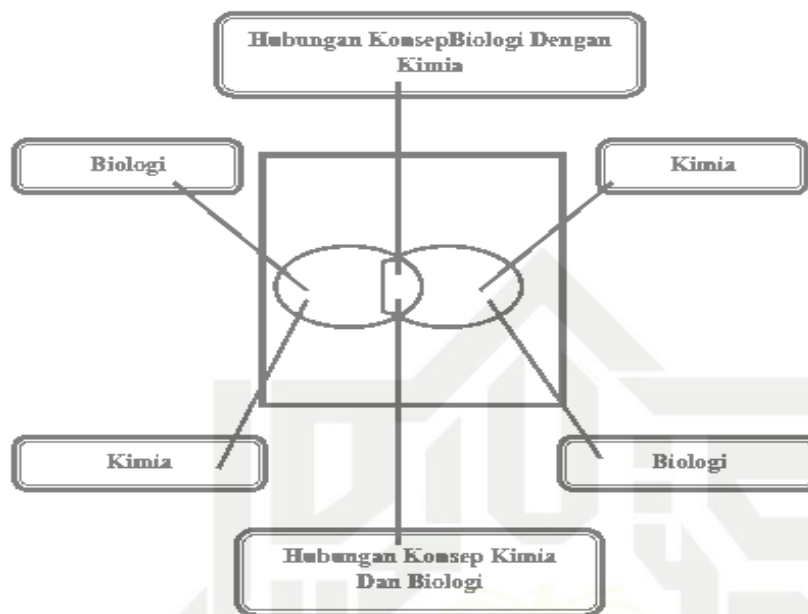 Hubungan KonsepBiologi Dengan
Kimia
Biologi
Kimia
Kimia
Biologi
Hubungan Konsep Kimia
Dan Biologi